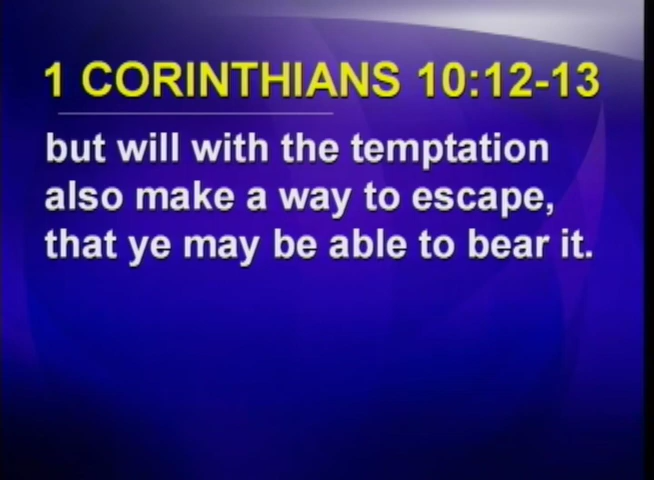 1 CORINTHIANS 10:12-13
but will with the temptation
also make a way to escape,
that ye may be able to bear it.